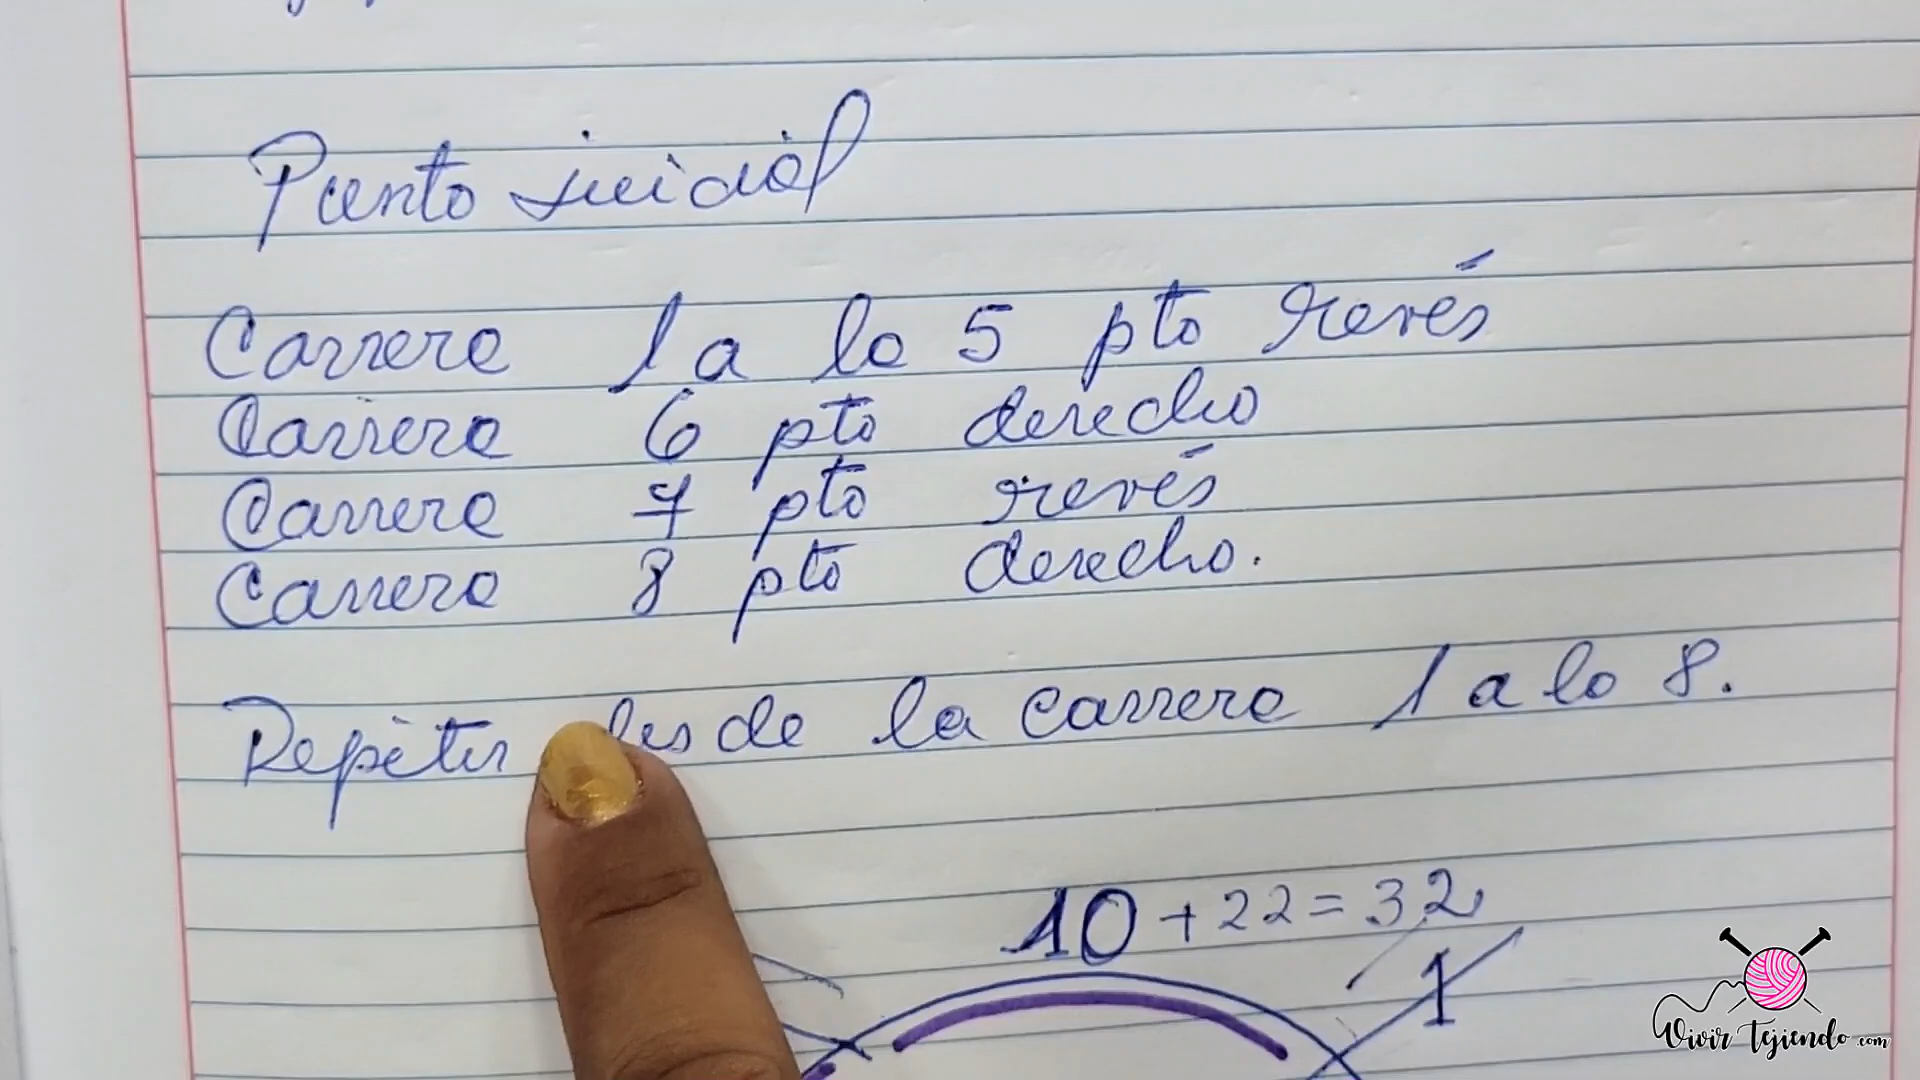 Punto inicial
Carrera 1 a la 5 pto revés
Carrera 6 pto derecho
Carrera 7 pto revés
Carrera 8 pto derecho.
Repetir desde la carrera 1 a la 8.
10 + 22 = 32
1
Vivir Tejiendo .com